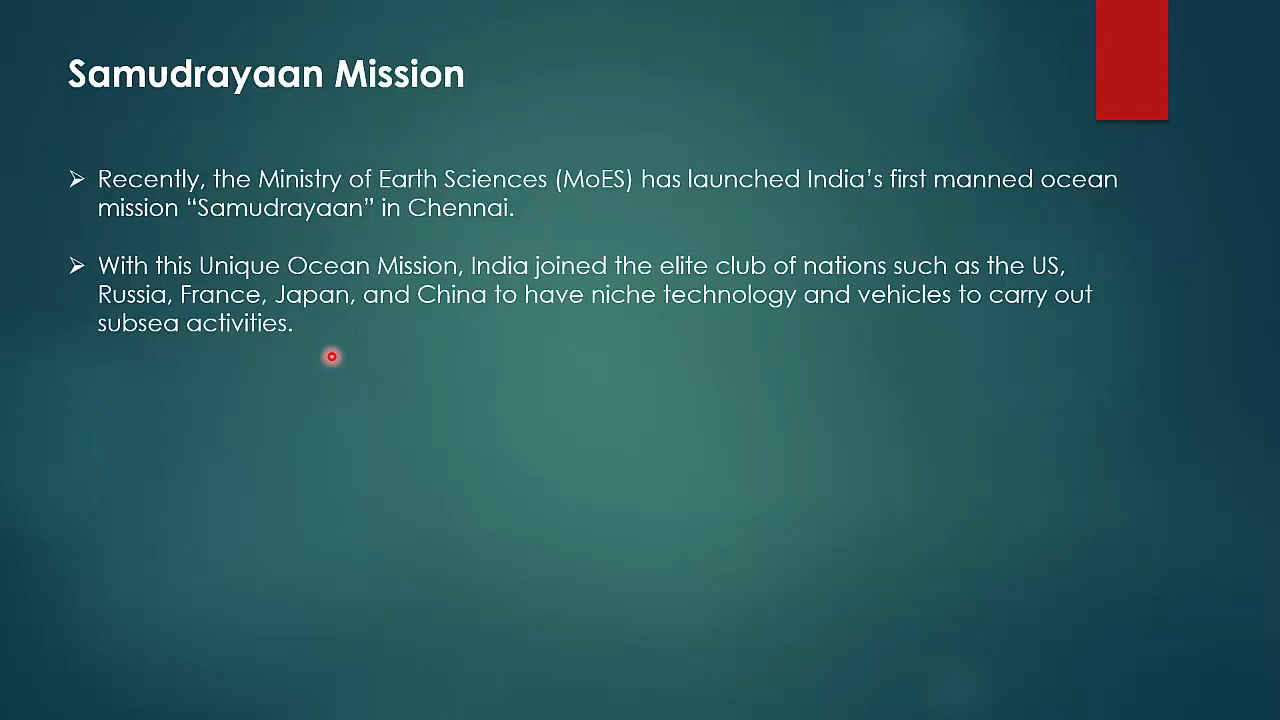 Samudrayaan Mission
➢ Recently, the Ministry of Earth Sciences (MoES) has launched India’s first manned ocean
mission “Samudrayaan” in Chennai.
➢ With this Unique Ocean Mission, India joined the elite club of nations such as the US,
Russia, France, Japan, and China to have niche technology and vehicles to carry out
subsea activities.